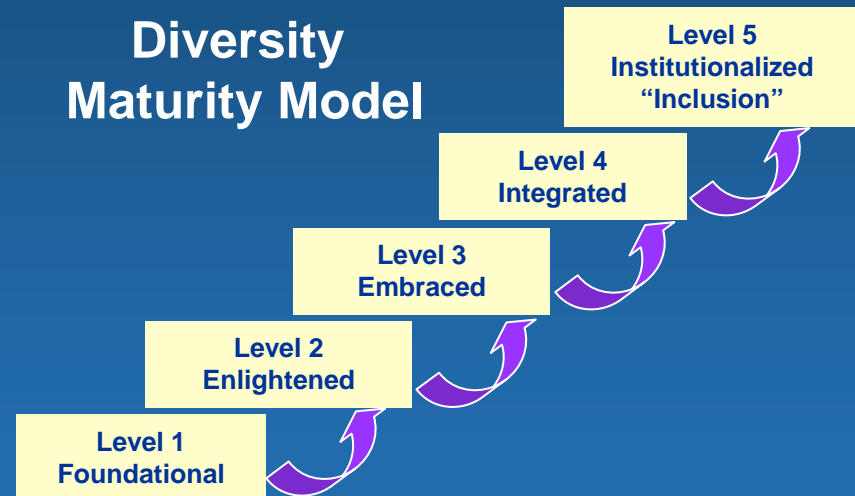 Diversity
Maturity Model
Level 5
Institutionalized
“Inclusion”
Level 4
Integrated
Level 3
Embraced
Level 2
Enlightened
Level 1
Foundational